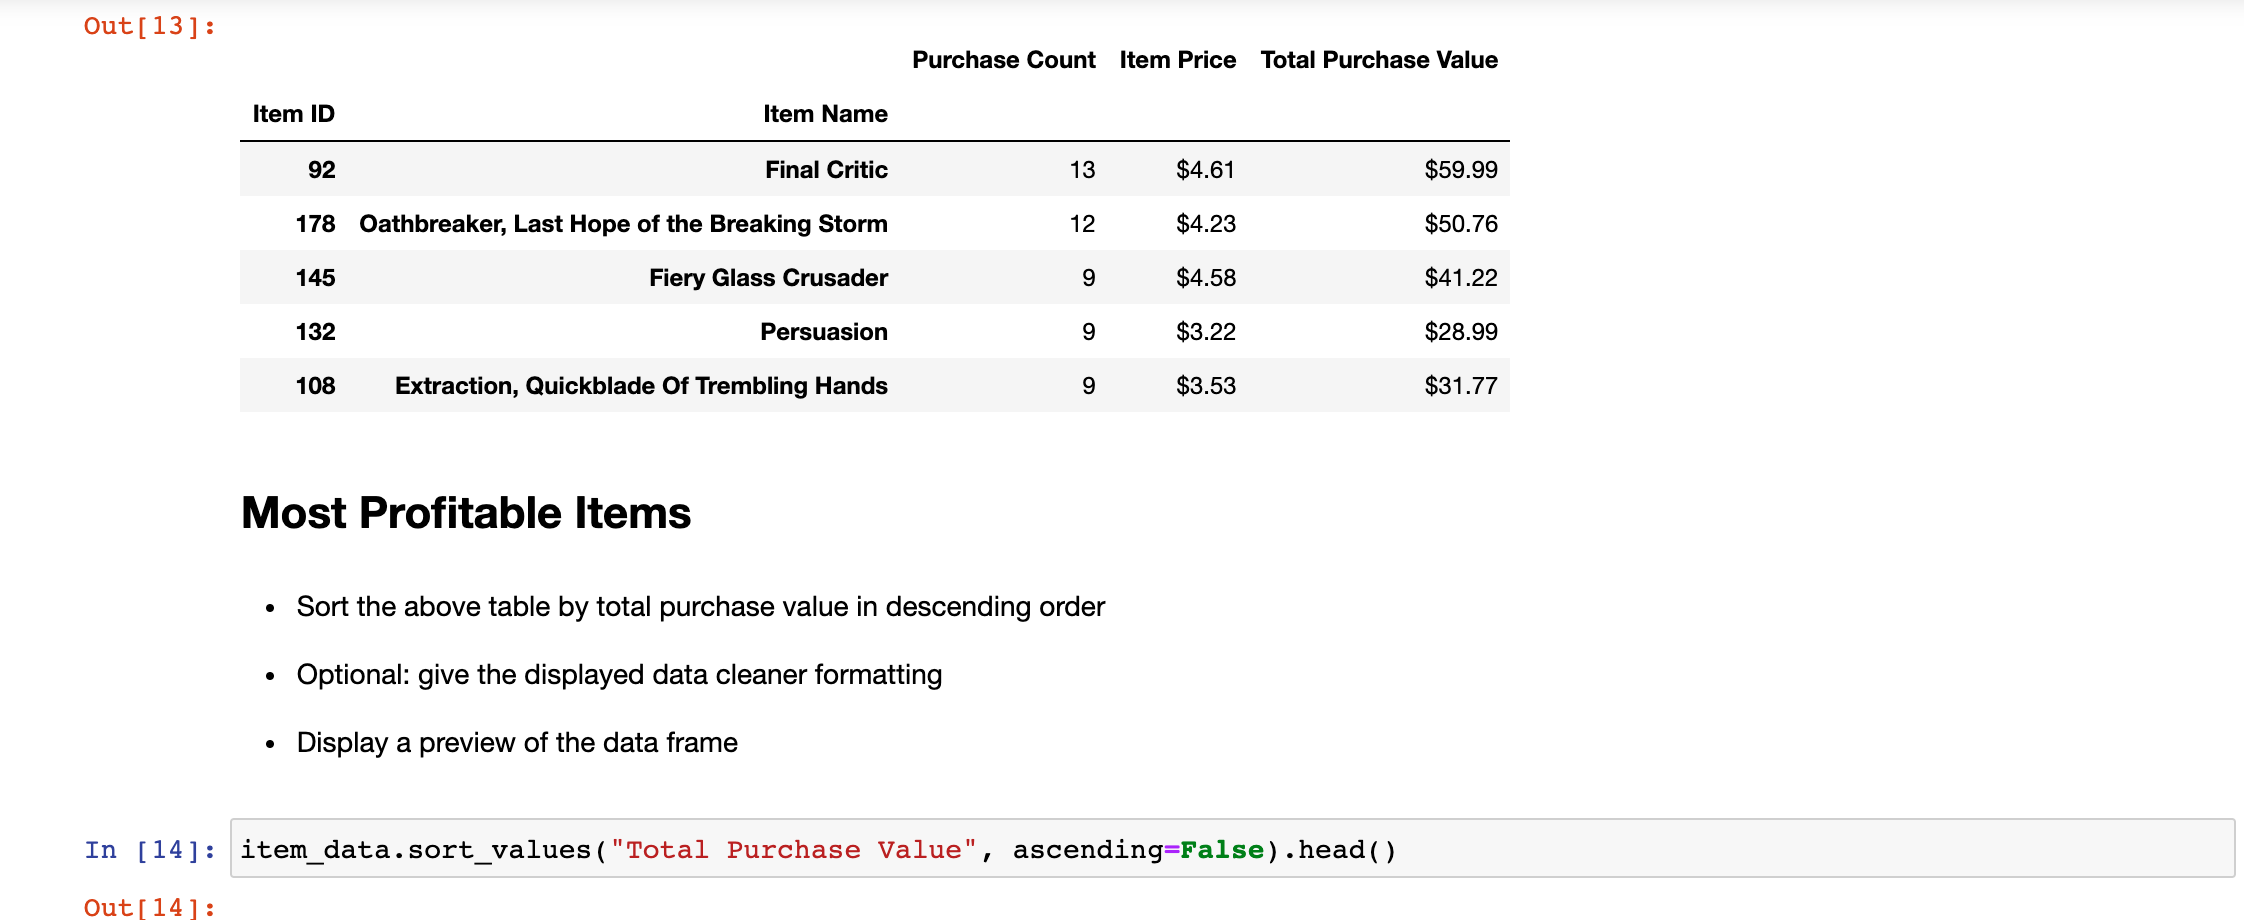 Out[13]:
Purchase Count Item Price Total Purchase Value
Item ID Item Name
92 Final Critic 13 $4.61 $59.99
178 Oathbreaker, Last Hope of the Breaking Storm 12 $4.23 $50.76
145 Fiery Glass Crusader 9 $4.58 $41.22
132 Persuasion 9 $3.22 $28.99
108 Extraction, Quickblade Of Trembling Hands 9 $3.53 $31.77
Most Profitable Items
• Sort the above table by total purchase value in descending order
• Optional: give the displayed data cleaner formatting
• Display a preview of the data frame
In [14]: item_data.sort_values("Total Purchase Value", ascending=False).head()
Out[14]: